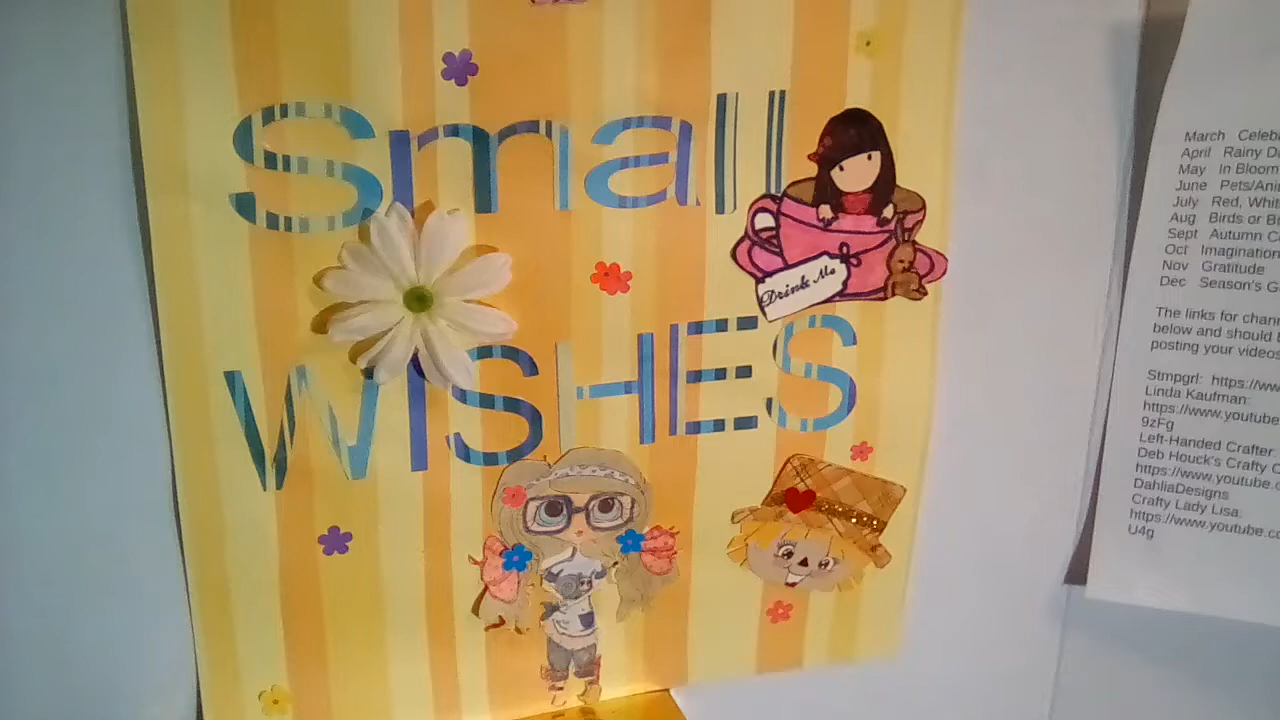 Small
WISHES
Drink Me
March Celeb
April Rainy D
May In Bloom
June Pets/Ani
July Red, Whit
Aug Birds or B
Sept Autumn C
Oct Imagination
Nov Gratitude
Dec Season's G
The links for chann
below and should b
posting your videos
Stmpgrl: https://ww
Linda Kaufman:
https://www.youtube
9zFg
Left-Handed Crafter:
Deb Houck's Crafty C
https://www.youtube.c
DahliaDesigns
Crafty Lady Lisa:
https://www.youtube.co
U4g